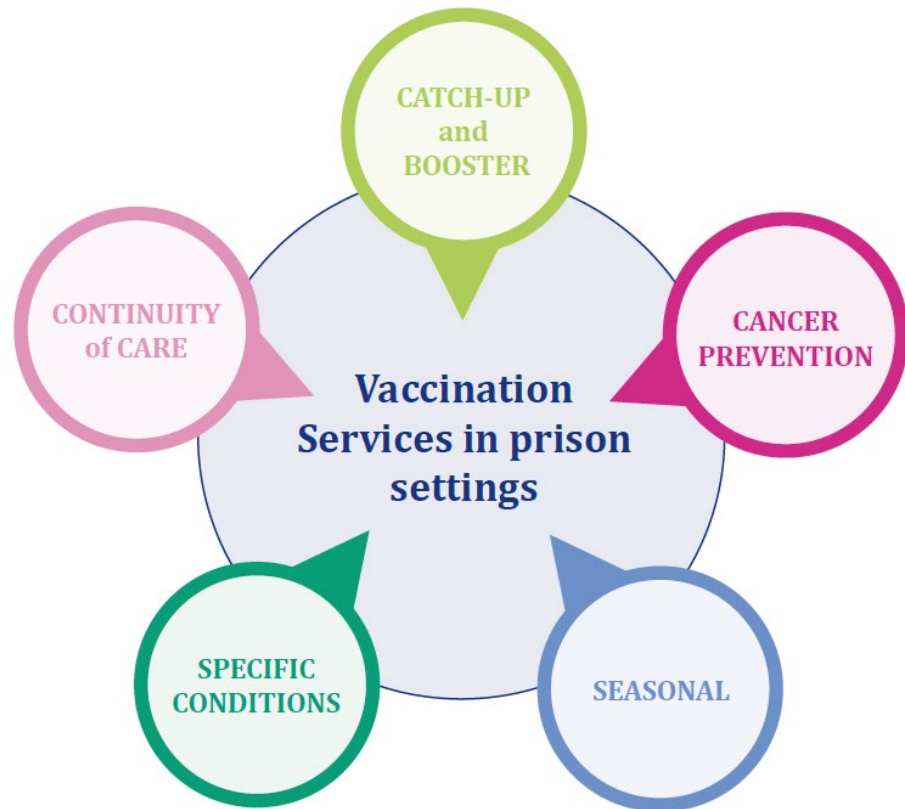 CATCH-UP
and
BOOSTER
CONTINUITY
of CARE
CANCER
PREVENTION
Vaccination
Services in prison
settings
SPECIFIC
CONDITIONS
SEASONAL